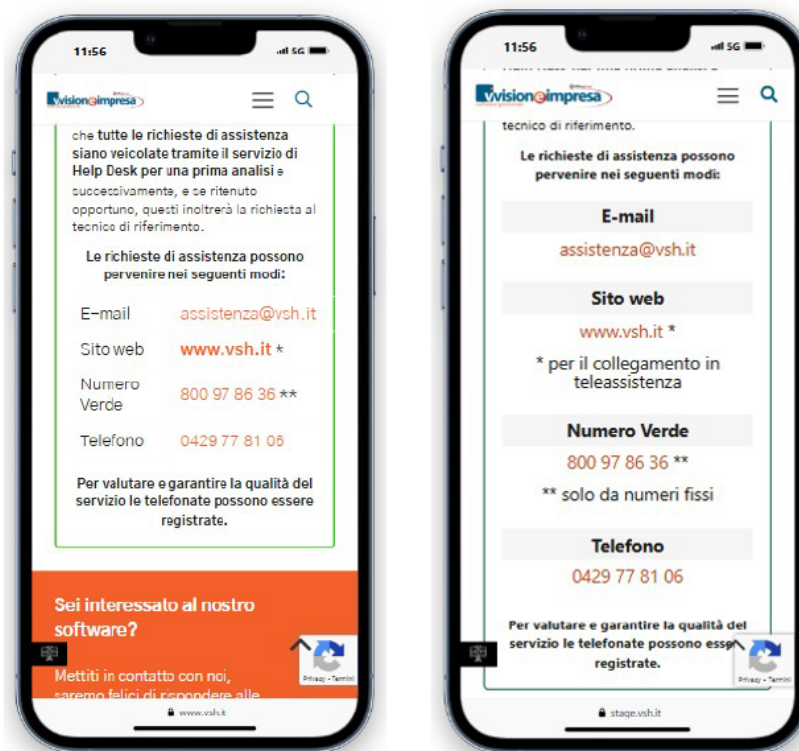 11:56
5G
visioneimpresa
che tutte le richieste di assistenza
siano veicolate tramite il servizio di
Help Desk per una prima analisi e
successivamente, e se ritenuto
opportuno, questi inoltrerà la richiesta al
tecnico di riferimento.
Le richieste di assistenza possono
pervenire nei seguenti modi:
E-mail assistenza@vsh.it
Sito web www.vsh.it *
Numero
Verde 800 97 86 36 **
Telefono 0429 77 81 06
Per valutare e garantire la qualità del
servizio le telefonate possono essere
registrate.
Sei interessato al nostro
software?
Mettiti in contatto con noi,
saremo felici di rispondere alle
Privacy - Termini
www.vsh.it
11:56
5G
visioneimpresa
tecnico di riferimento.
Le richieste di assistenza possono
pervenire nei seguenti modi:
E-mail
assistenza@vsh.it
Sito web
www.vsh.it *
* per il collegamento in
teleassistenza
Numero Verde
800 97 86 36 **
** solo da numeri fissi
Telefono
0429 77 81 06
Per valutare e garantire la qualità del
servizio le telefonate possono essere
registrate.
Privacy - Termini
stage.vsh.it